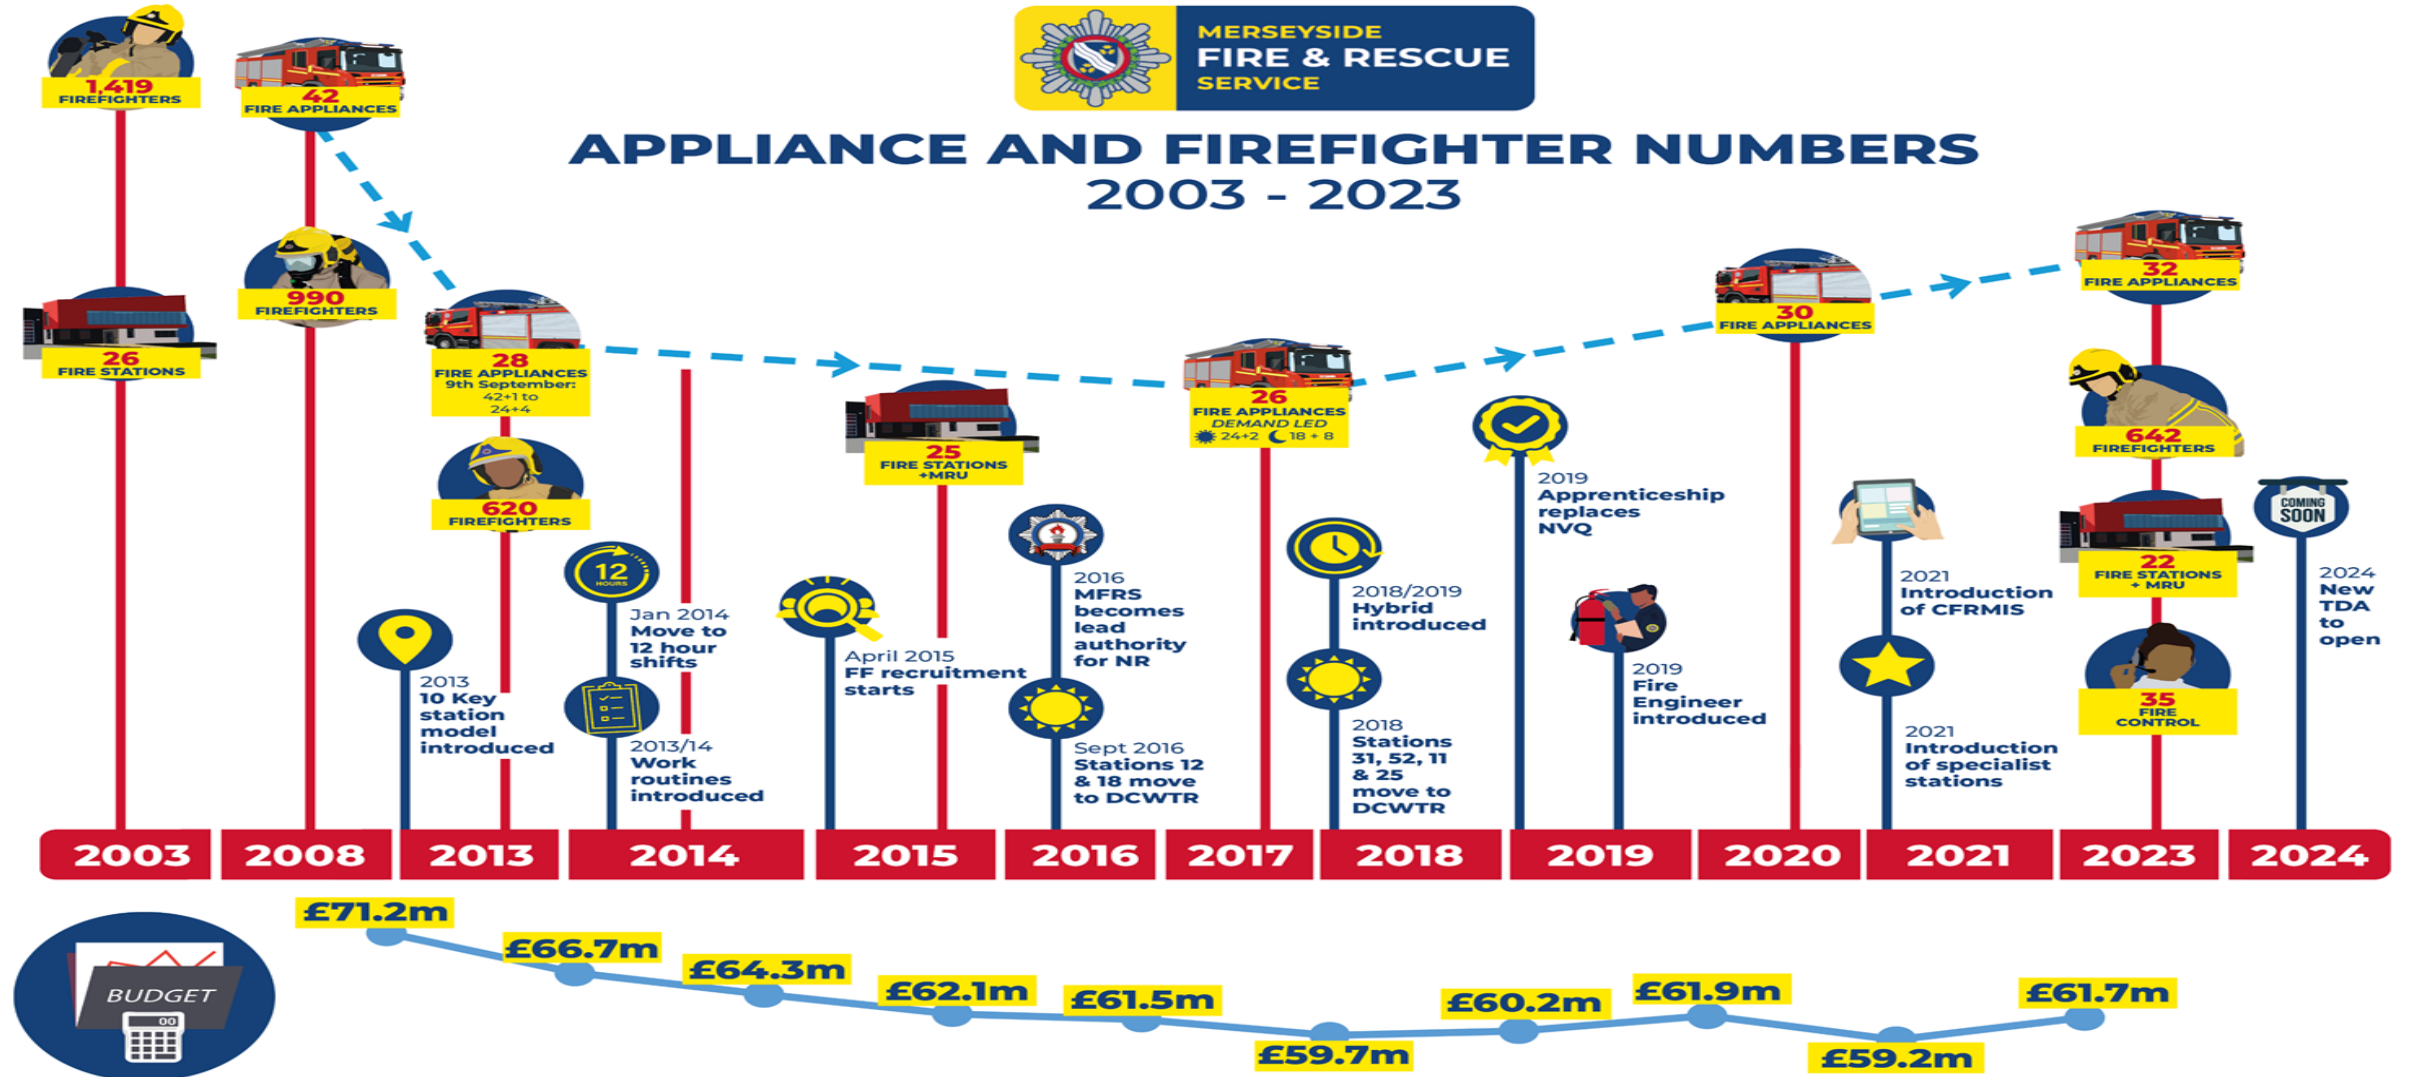 MERSEYSIDE
FIRE & RESCUE
SERVICE
APPLIANCE AND FIREFIGHTER NUMBERS
2003 - 2023
1,419
FIREFIGHTERS
26
FIRE STATIONS
42
FIRE APPLIANCES
990
FIREFIGHTERS
28
FIRE APPLIANCES
9th September:
42+1 to
24+4
620
FIREFIGHTERS
2013
10 Key
station
model
introduced
12
HOURS
Jan 2014
Move to
12 hour
shifts
2013/14
Work
routines
introduced
April 2015
FF recruitment
starts
25
FIRE STATIONS
+MRU
2016
MFRS
becomes
lead
authority
for NR
Sept 2016
Stations 12
& 18 move
to DCWTR
26
FIRE APPLIANCES
DEMAND LED
24+2 18 + 8
2018/2019
Hybrid
introduced
2018
Stations
31, 52, 11
& 25
move to
DCWTR
2019
Apprenticeship
replaces
NVQ
2019
Fire
Engineer
introduced
30
FIRE APPLIANCES
2021
Introduction
of CFRMIS
2021
Introduction
of specialist
stations
32
FIRE APPLIANCES
642
FIREFIGHTERS
22
FIRE STATIONS
+ MRU
35
FIRE
CONTROL
COMING
SOON
2024
New
TDA
to
open
2003 2008 2013 2014 2015 2016 2017 2018 2019 2020 2021 2023 2024
BUDGET
00
£71.2m
£66.7m
£64.3m
£62.1m
£61.5m
£59.7m
£60.2m
£61.9m
£59.2m
£61.7m